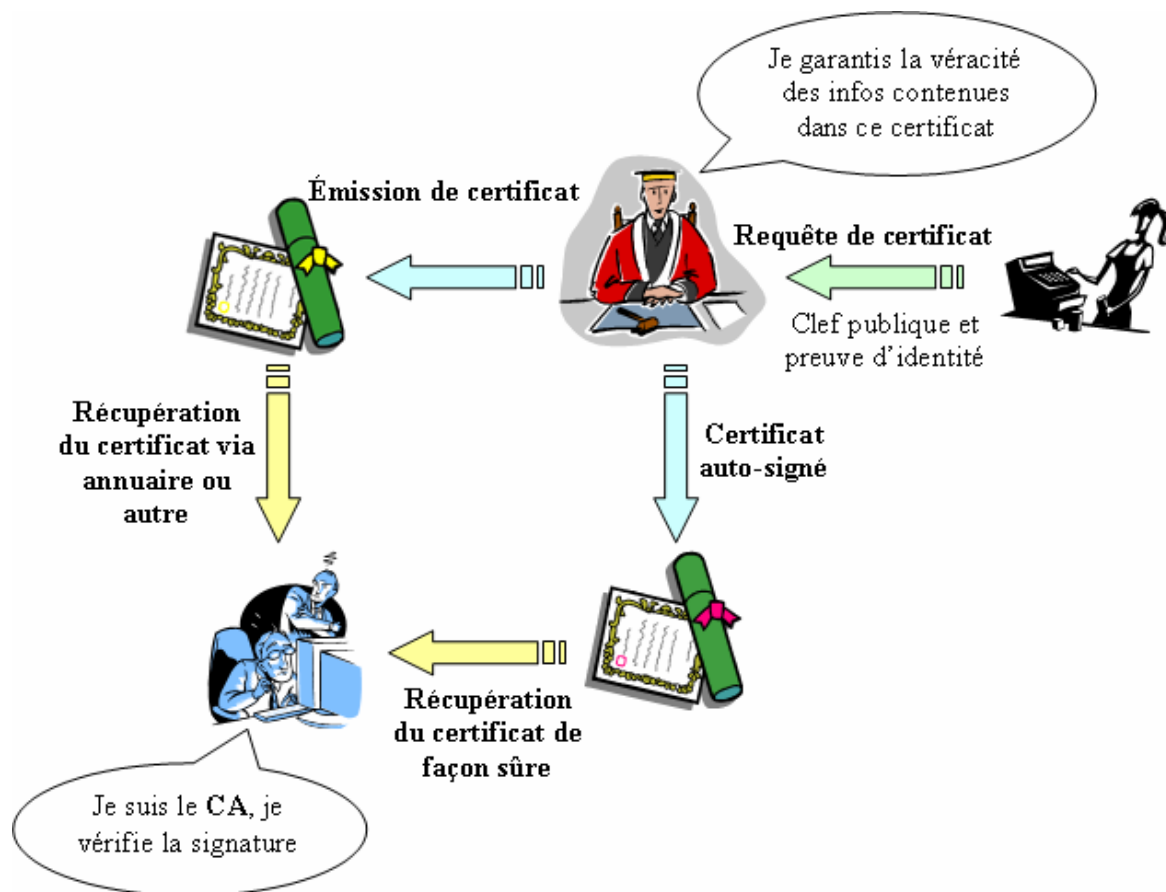 Je garantis la véracité
des infos contenues
dans ce certificat
Émission de certificat
Requête de certificat
Clef publique et
preuve d'identité
Récupération
du certificat via
annuaire ou
autre
Certificat
auto-signé
Récupération
du certificat de
façon sûre
Je suis le CA, je
vérifie la signature